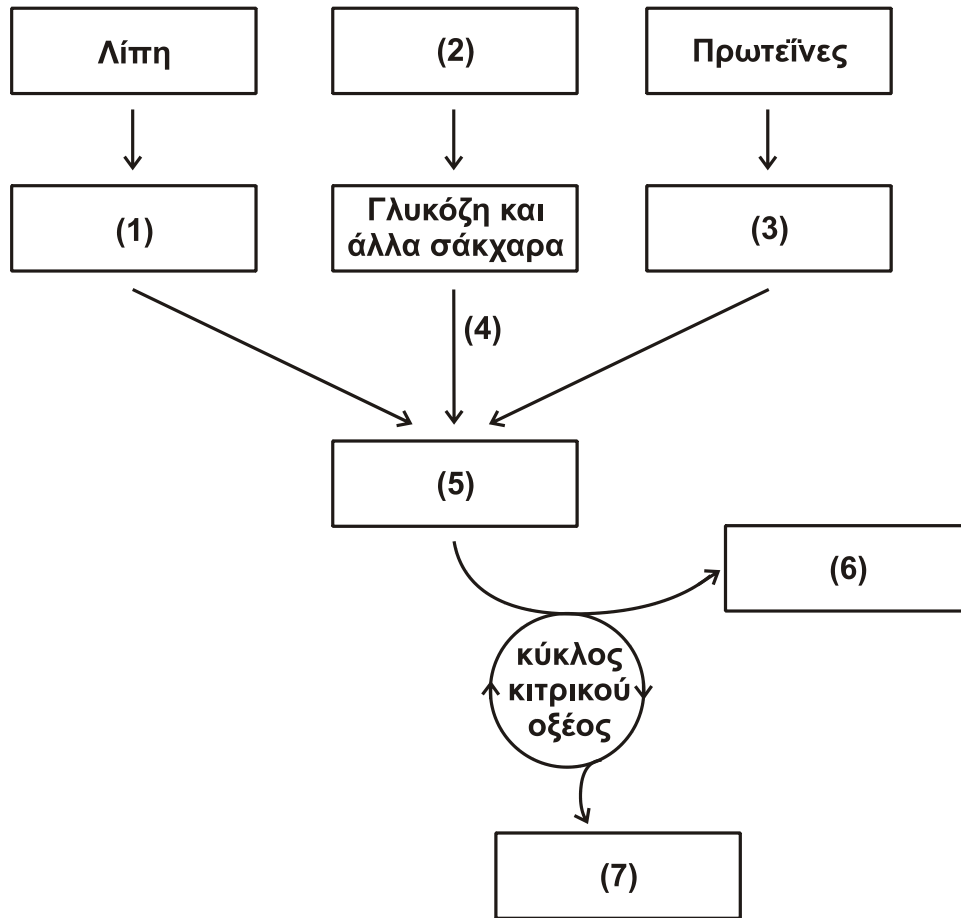 Λίπη
(2)
Πρωτεΐνες
(1)
Γλυκόζη και
άλλα σάκχαρα
(3)
(4)
(5)
(6)
κύκλος
κιτρικού
οξέος
(7)